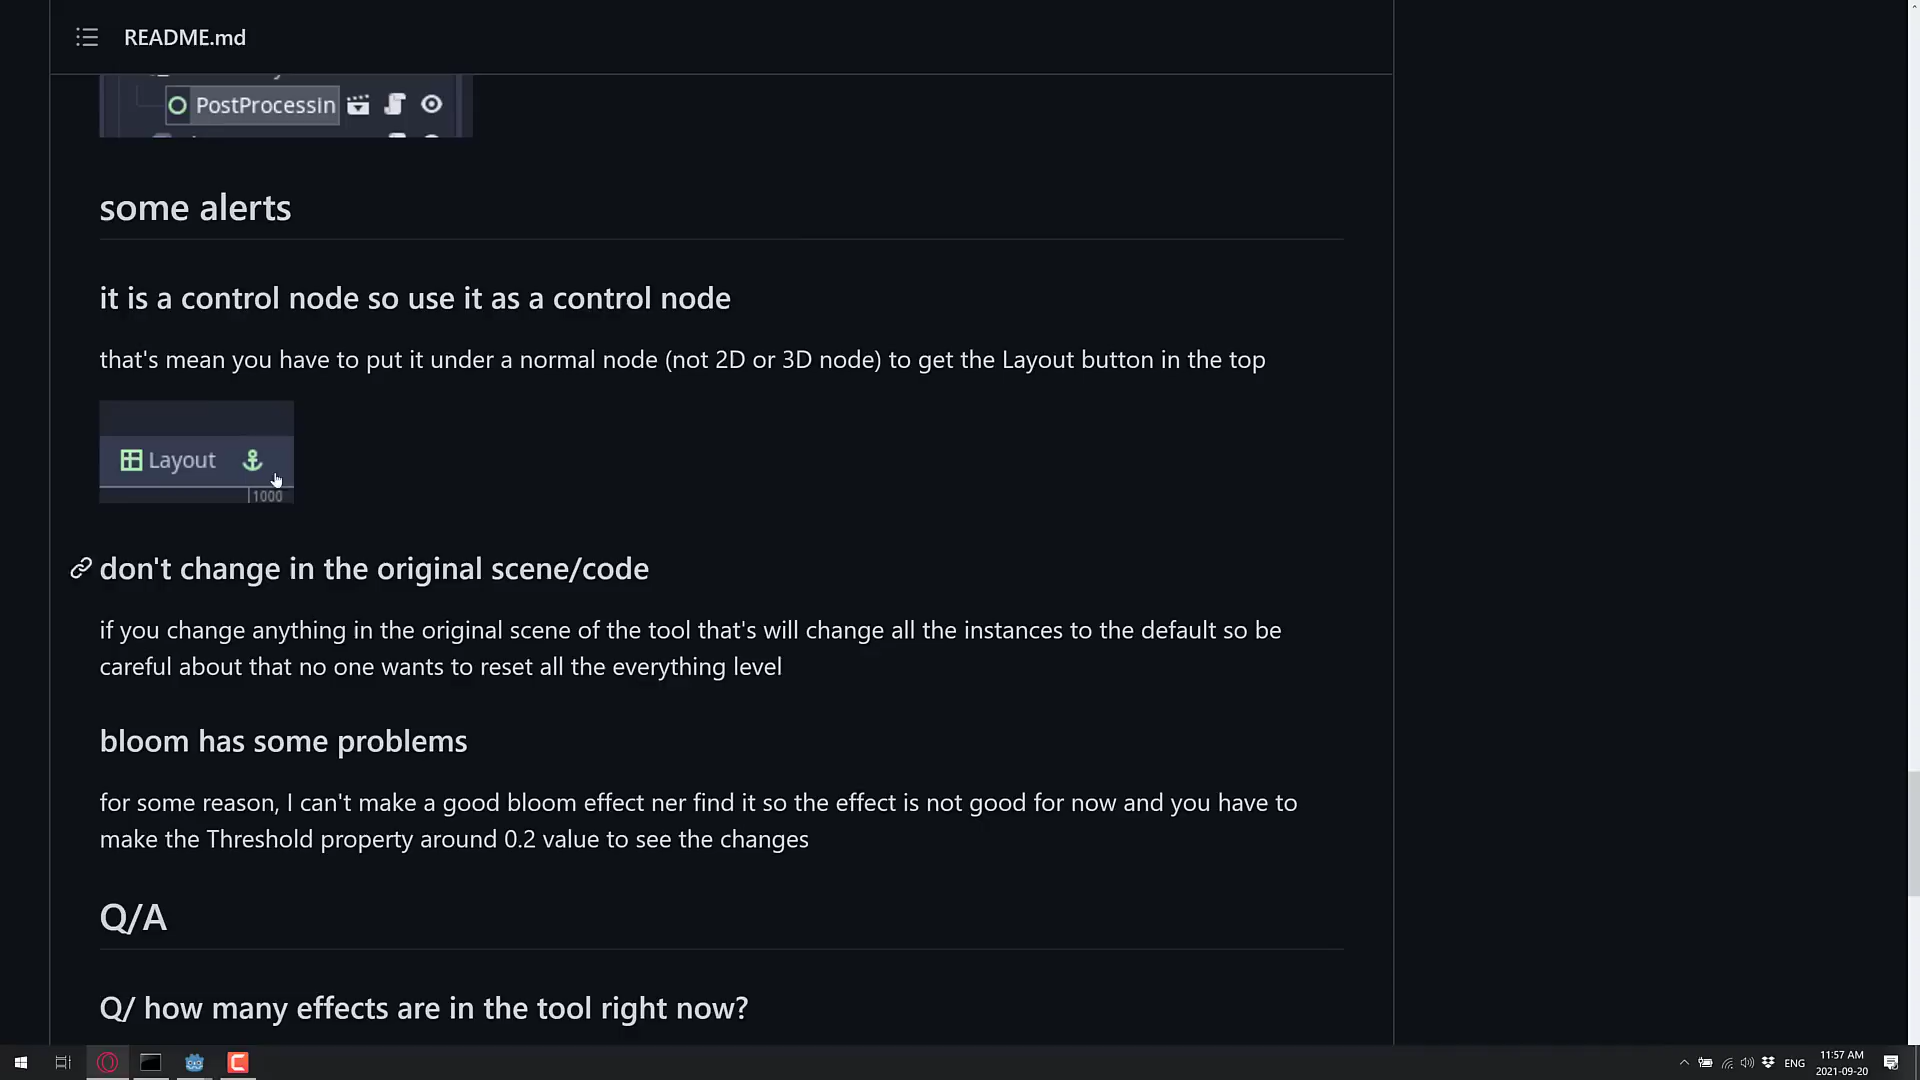 README.md
PostProcessin
some alerts
it is a control node so use it as a control node
that's mean you have to put it under a normal node (not 2D or 3D node) to get the Layout button in the top
Layout
1000
don't change in the original scene/code
if you change anything in the original scene of the tool that's will change all the instances to the default so be
careful about that no one wants to reset all the everything level
bloom has some problems
for some reason, I can't make a good bloom effect ner find it so the effect is not good for now and you have to
make the Threshold property around 0.2 value to see the changes
Q/A
Q/ how many effects are in the tool right now?
ENG
11:57 AM
2021-09-20